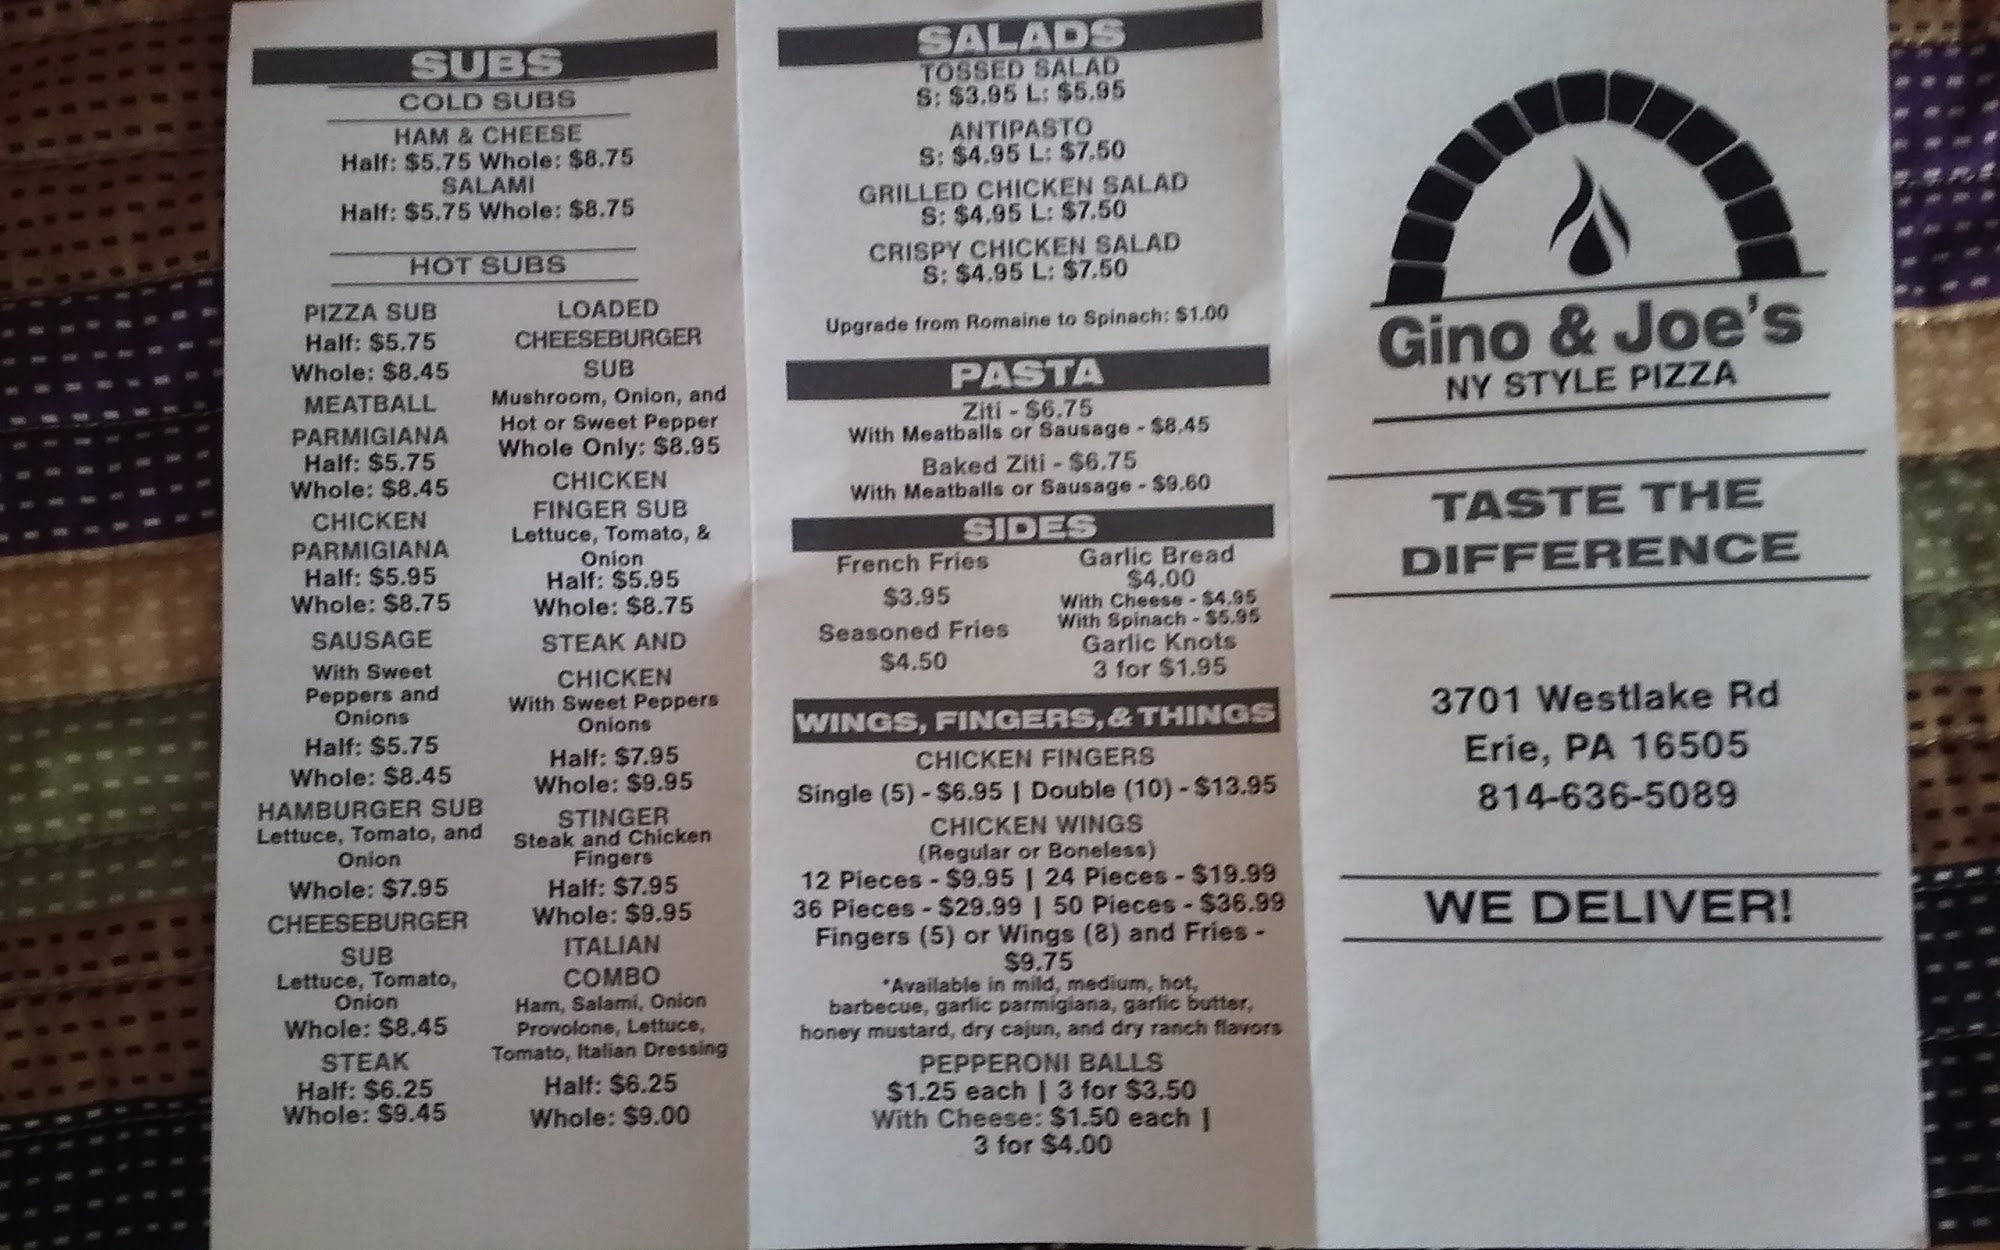 SUBS
COLD SUBS
HAM & CHEESE
Half: $5.75 Whole: $8.75
SALAMI
Half: $5.75 Whole: $8.75
HOT SUBS
PIZZA SUB
Half: $5.75
Whole: $8.45
MEATBALL
PARMIGIANA
Half: $5.75
Whole: $8.45
CHICKEN
PARMIGIANA
Half: $5.95
Whole: $8.75
SAUSAGE
With Sweet
Peppers and
Onions
Half: $5.75
Whole: $8.45
HAMBURGER SUB
Lettuce, Tomato, and
Onion
Whole: $7.95
CHEESEBURGER
SUB
Lettuce, Tomato,
Onion
Whole: $8.45
STEAK
Half: $6.25
Whole: $9.45
LOADED
CHEESEBURGER
SUB
Mushroom, Onion, and
Hot or Sweet Pepper
Whole Only: $8.95
CHICKEN
FINGER SUB
Lettuce, Tomato, &
Onion
Half: $5.95
Whole: $8.75
STEAK AND
CHICKEN
With Sweet Peppers
Onions
Half: $7.95
Whole: $9.95
STINGER
Steak and Chicken
Fingers
Half: $7.95
Whole: $9.95
ITALIAN
COMBO
Ham, Salami, Onion
Provolone, Lettuce,
Tomato, Italian Dressing
Half: $6.25
Whole: $9.00
SALADS
TOSSED SALAD
S: $3.95 L: $5.95
ANTIPASTO
S: $4.95 L: $7.50
GRILLED CHICKEN SALAD
S: $4.95 L: $7.50
CRISPY CHICKEN SALAD
S: $4.95 L: $7.50
Upgrade from Romaine to Spinach: $1.00
PASTA
Ziti - $6.75
With Meatballs or Sausage - $8.45
Baked Ziti - $6.75
With Meatballs or Sausage - $9.60
SIDES
French Fries
$3.95
Seasoned Fries
$4.50
Garlic Bread
$4.00
With Cheese - $4.95
With Spinach - $5.95
Garlic Knots
3 for $1.95
WINGS, FINGERS, & THINGS
CHICKEN FINGERS
Single (5) - $6.95 | Double (10) - $13.95
CHICKEN WINGS
(Regular or Boneless)
12 Pieces - $9.95 | 24 Pieces - $19.99
36 Pieces - $29.99 | 50 Pieces - $36.99
Fingers (5) or Wings (8) and Fries -
$9.75
*Available in mild, medium, hot,
barbecue, garlic parmigiana, garlic butter,
honey mustard, dry cajun, and dry ranch flavors
PEPPERONI BALLS
$1.25 each | 3 for $3.50
With Cheese: $1.50 each |
3 for $4.00
Gino & Joe's
NY STYLE PIZZA
TASTE THE
DIFFERENCE
3701 Westlake Rd
Erie, PA 16505
814-636-5089
WE DELIVER!